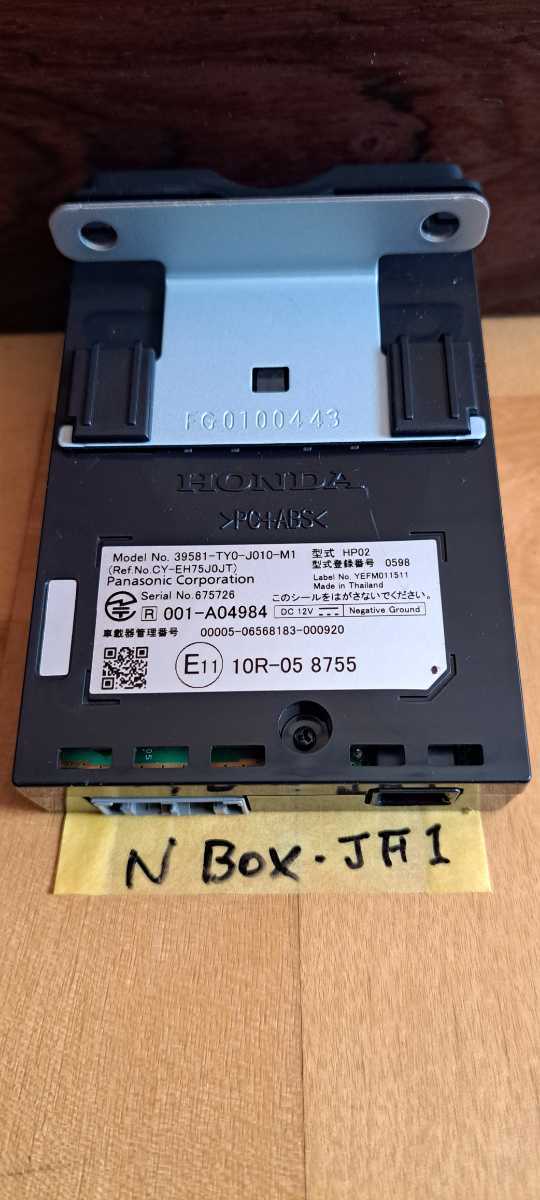 FG0100443
HONDA
>PC+ABS<
Model No. 39581-TY0-J010-M1 型式 HP02
(Ref.No.CY-EH75J0JT) 型式登録番号 0598
Panasonic Corporation Label No. YEFM011511
Made in Thailand
Serial No.675726 このシールをはがさないでください。
R 001-A04984 DC 12V Negative Ground
車載器管理番号 00005-06568183-000920
E11 10R-05 8755
N BOX・JF1